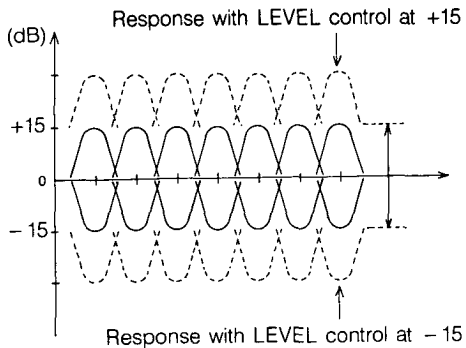 Response with LEVEL control at +15
(dB)
+15
0
−15
Response with LEVEL control at −15